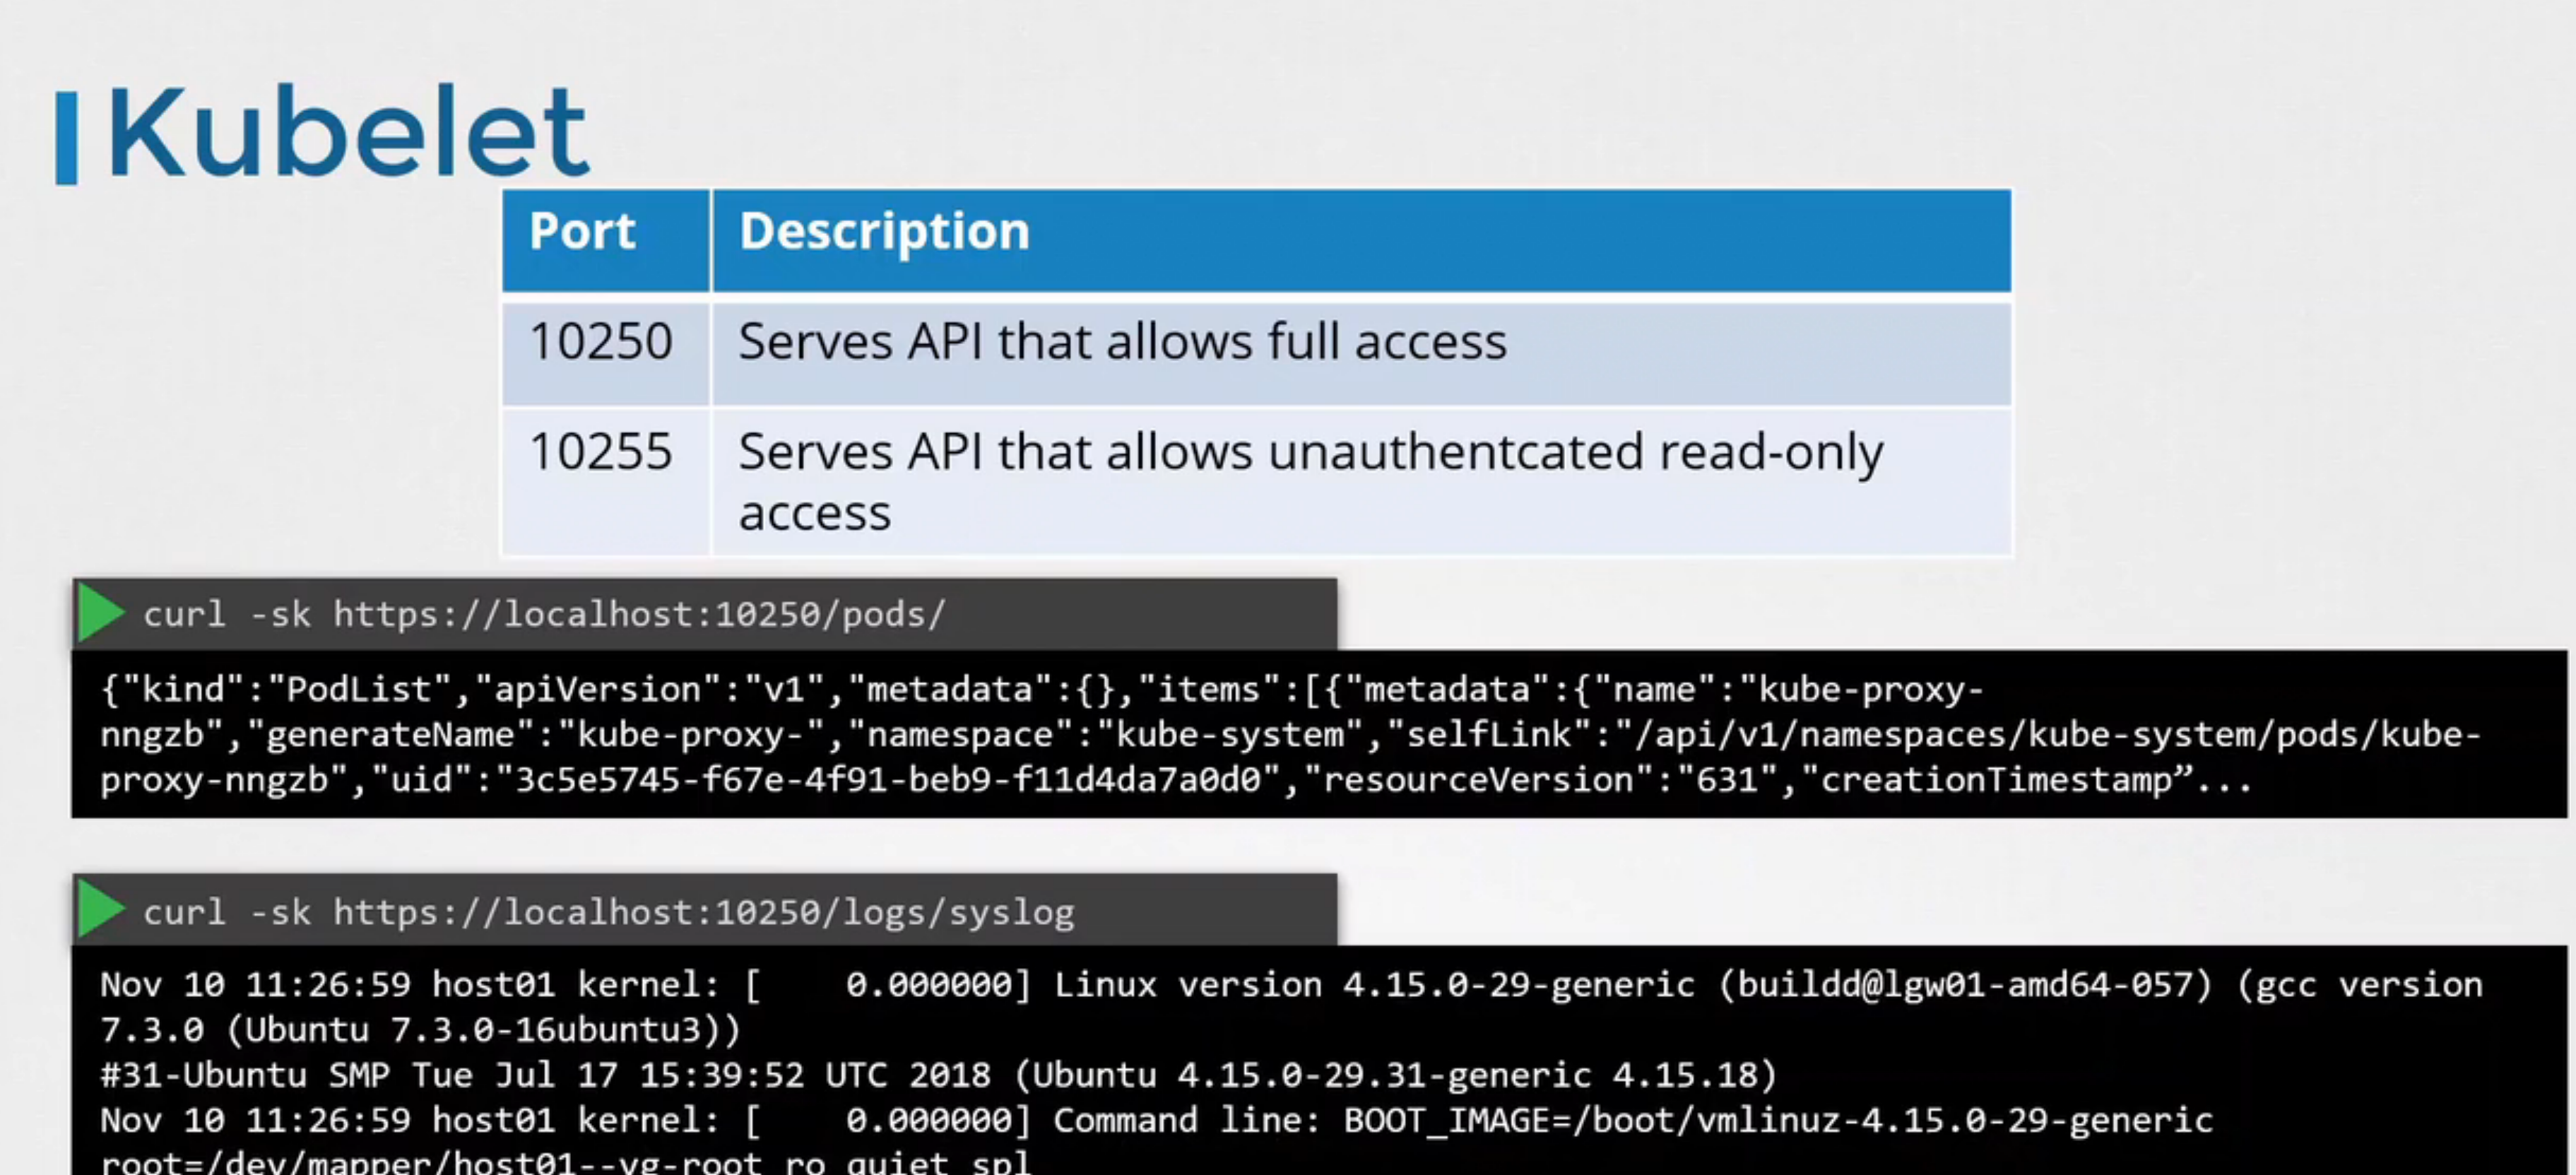 Kubelet
Port
Description
10250
Serves API that allows full access
10255
Serves API that allows unauthentcated read-only
access
curl -sk https://localhost:10250/pods/
{"kind":"PodList","apiVersion":"v1","metadata":{},"items":[{"metadata":{"name":"kube-proxy-
nngzb","generateName":"kube-proxy-","namespace":"kube-system","selfLink":"/api/v1/namespaces/kube-system/pods/kube-
proxy-nngzb","uid":"3c5e5745-f67e-4f91-beb9-f11d4da7a0d0","resourceVersion":"631","creationTimestamp”...
curl -sk https://localhost:10250/logs/syslog
Nov 10 11:26:59 host01 kernel: [    0.000000] Linux version 4.15.0-29-generic (buildd@lgw01-amd64-057) (gcc version
7.3.0 (Ubuntu 7.3.0-16ubuntu3))
#31-Ubuntu SMP Tue Jul 17 15:39:52 UTC 2018 (Ubuntu 4.15.0-29.31-generic 4.15.18)
Nov 10 11:26:59 host01 kernel: [    0.000000] Command line: BOOT_IMAGE=/boot/vmlinuz-4.15.0-29-generic
root=/dev/mapper/host01--vg-root ro quiet spl